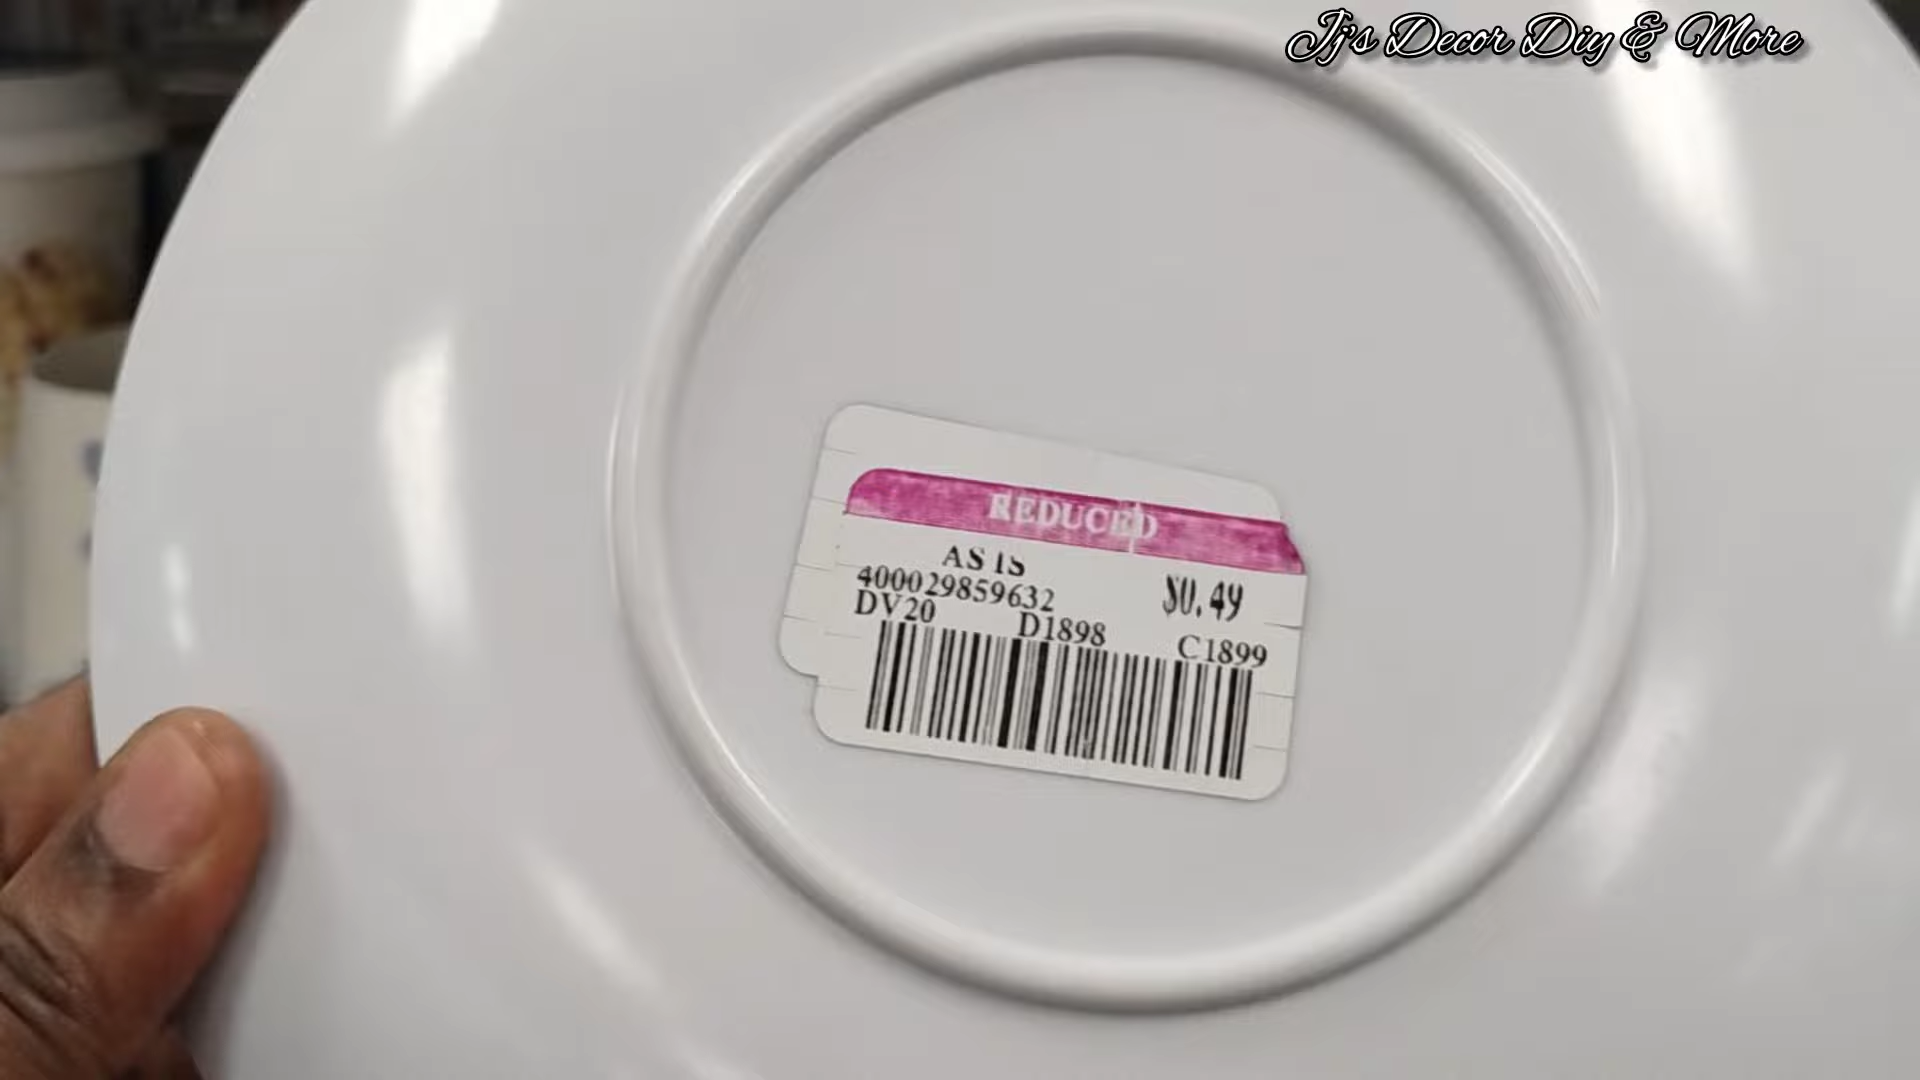 Jj's Decor Diy & More
REDUCED
AS IS
400029859632
$0.49
DV20 D1898 C1899